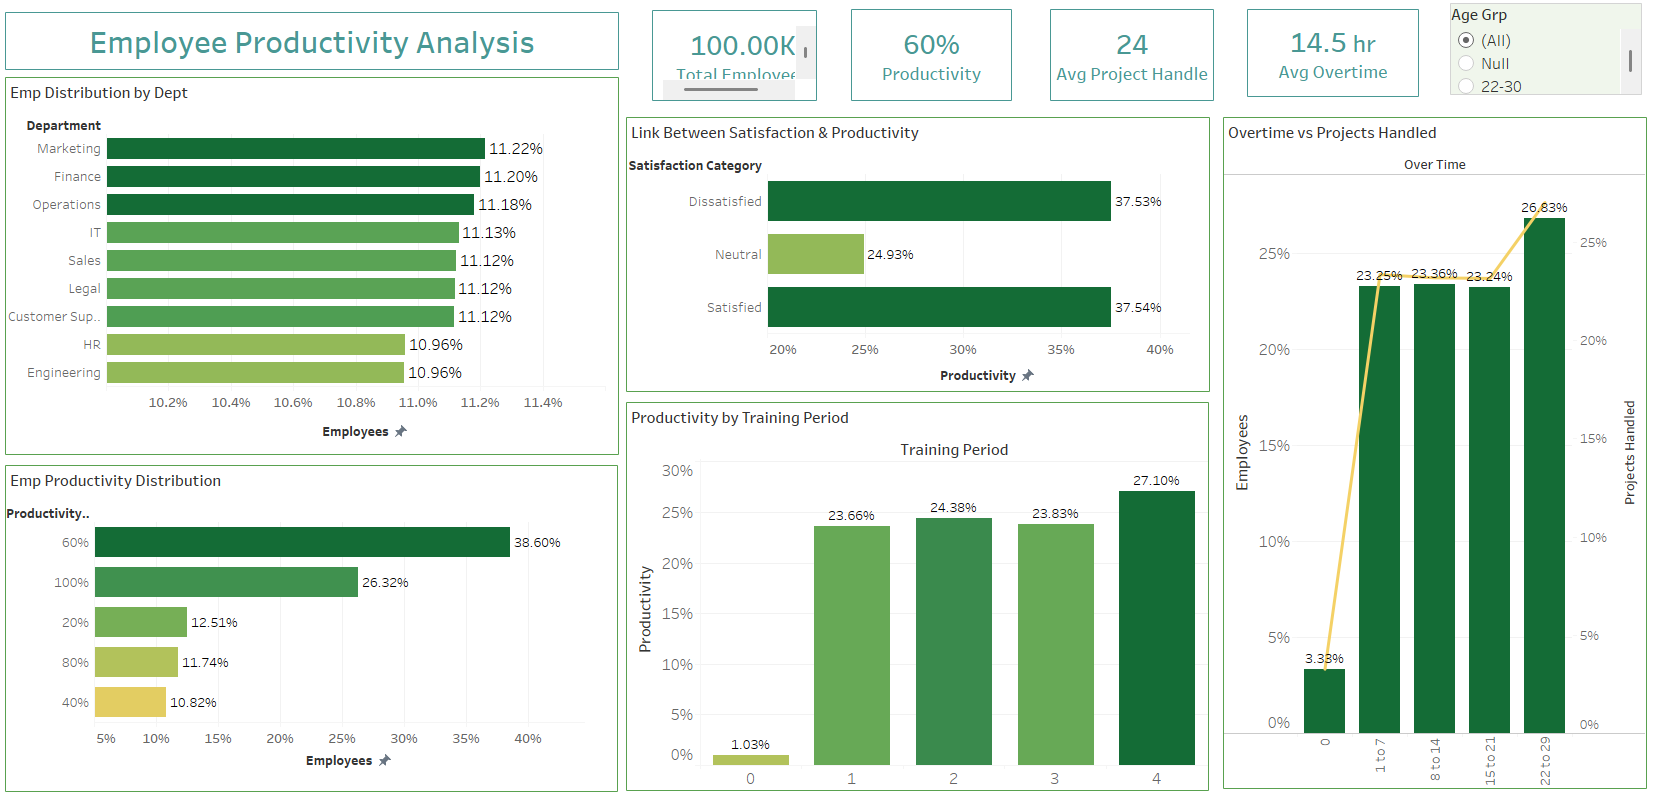 Employee Productivity Analysis
100.00K
Total Employee
60%
Productivity
24
Avg Project Handle
14.5 hr
Avg Overtime
Age Grp
(All)
Null
22-30
Emp Distribution by Dept
Department
Marketing 11.22%
Finance 11.20%
Operations 11.18%
IT 11.13%
Sales 11.12%
Legal 11.12%
Customer Sup.. 11.12%
HR 10.96%
Engineering 10.96%
10.2% 10.4% 10.6% 10.8% 11.0% 11.2% 11.4%
Employees
Emp Productivity Distribution
Productivity..
60% 38.60%
100% 26.32%
20% 12.51%
80% 11.74%
40% 10.82%
5% 10% 15% 20% 25% 30% 35% 40%
Employees
Link Between Satisfaction & Productivity
Satisfaction Category
Dissatisfied 37.53%
Neutral 24.93%
Satisfied 37.54%
20% 25% 30% 35% 40%
Productivity
Productivity by Training Period
Training Period
Productivity
30%
25%
20%
15%
10%
5%
0%
1.03%
23.66%
24.38%
23.83%
27.10%
0 1 2 3 4
Overtime vs Projects Handled
Over Time
Employees
25%
20%
15%
10%
5%
0%
3.33%
23.25%
23.36%
23.24%
26.83%
25%
20%
15%
10%
5%
0%
Projects Handled
0
1 to 7
8 to 14
15 to 21
22 to 29